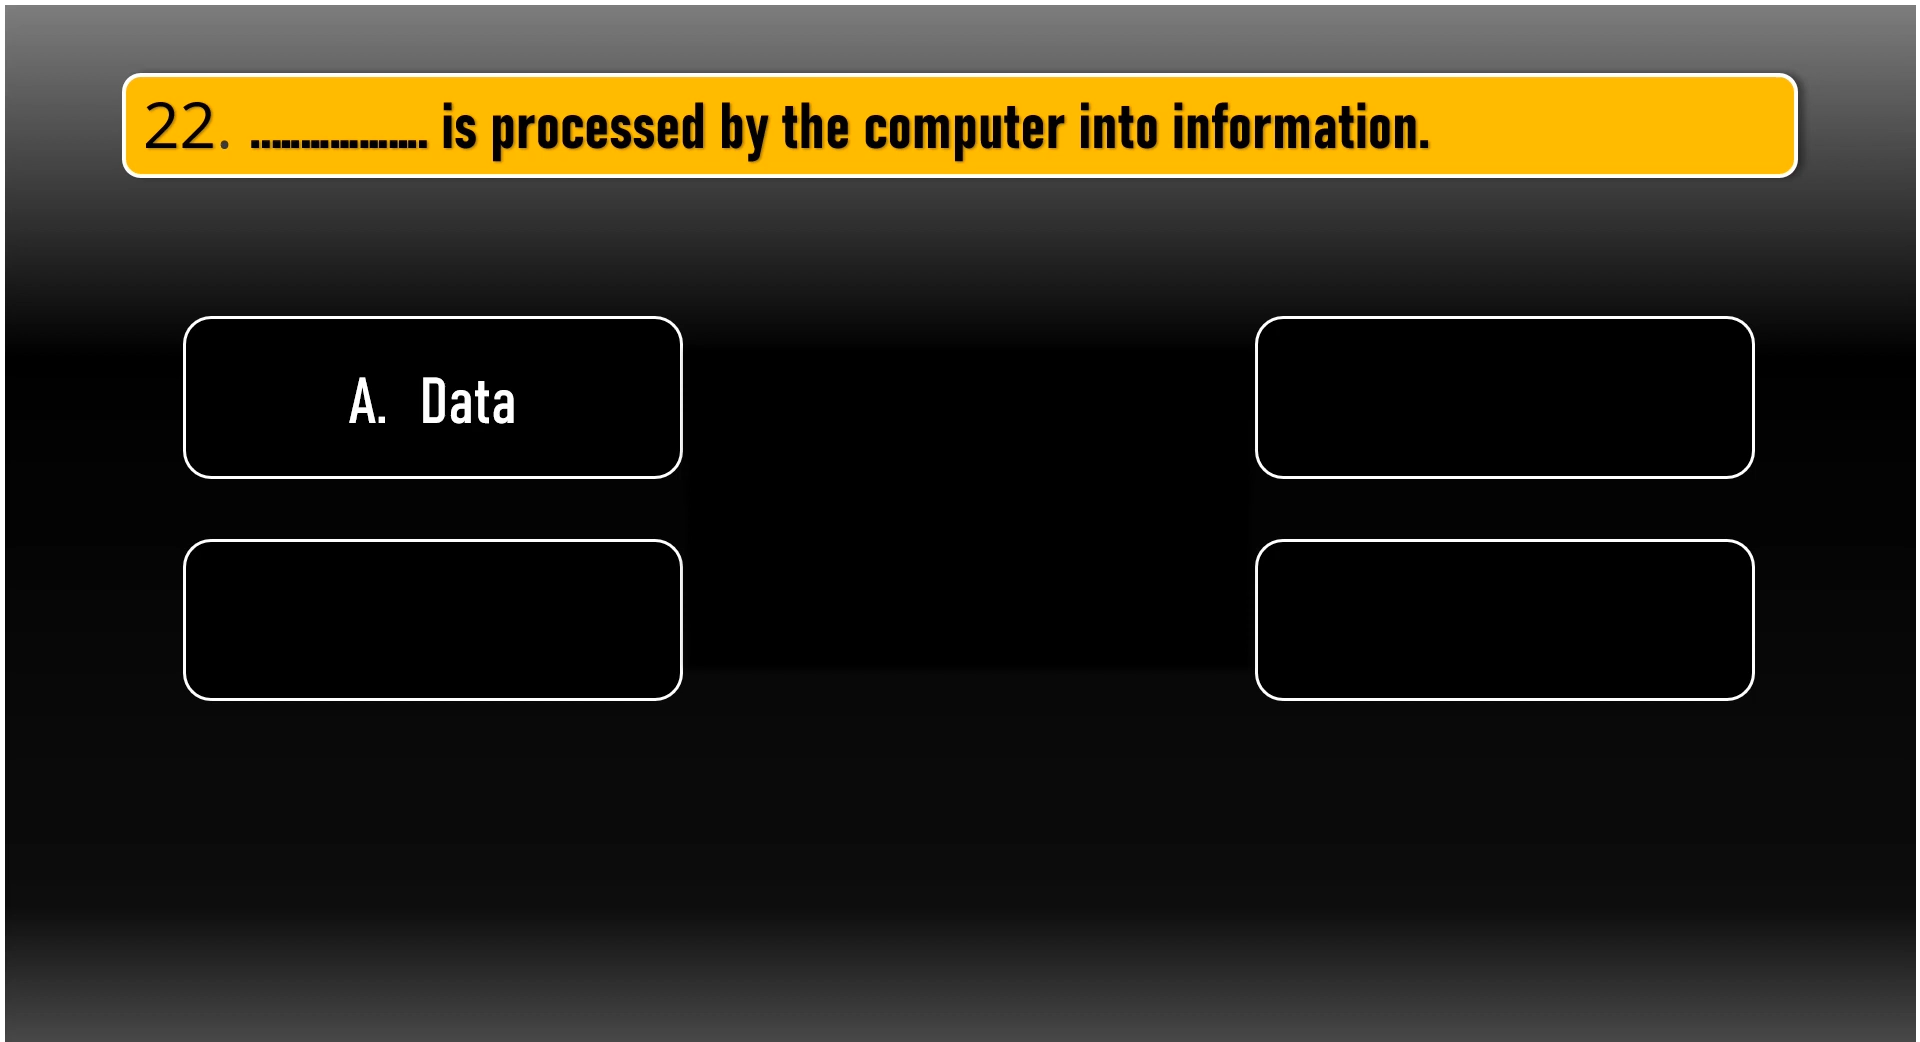 22. .................. is processed by the computer into information.
A. Data